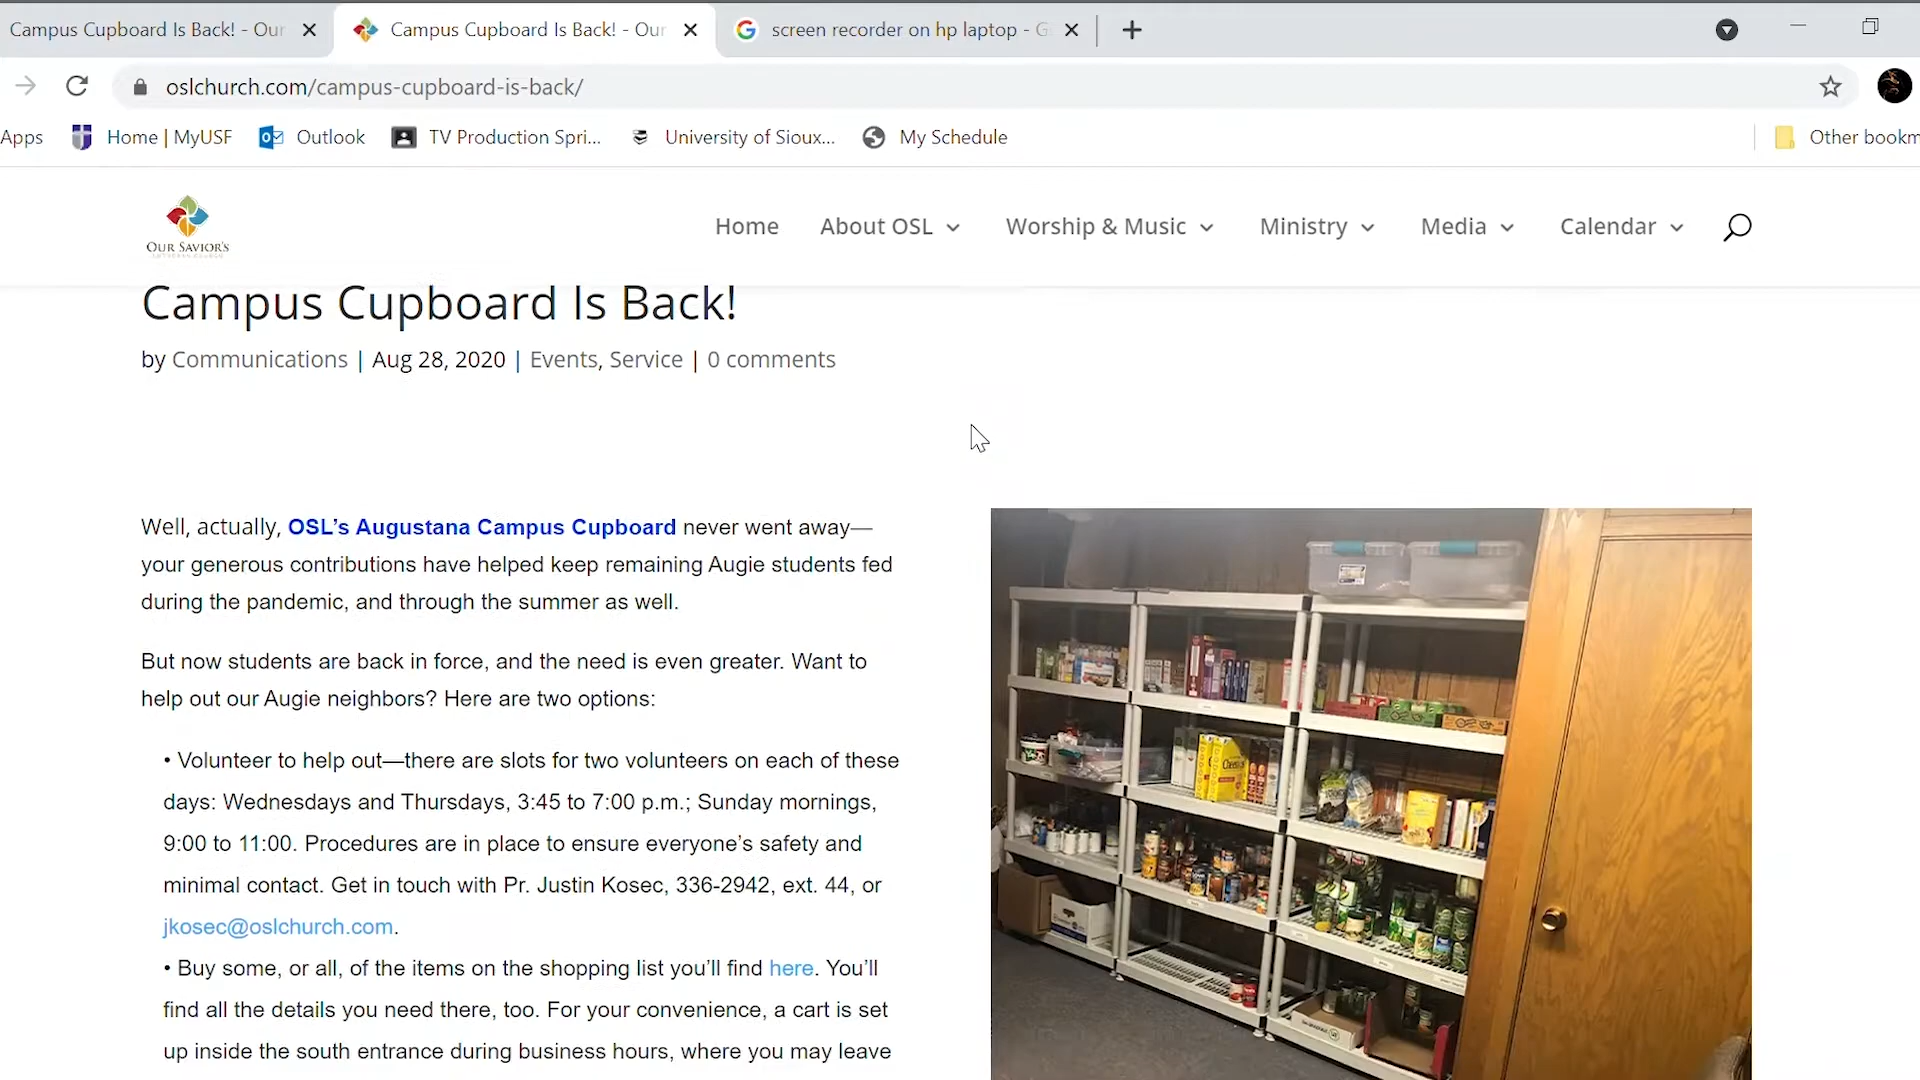 Campus Cupboard Is Back! - Our
Campus Cupboard Is Back! - Our
screen recorder on hp laptop - G
oslchurch.com/campus-cupboard-is-back/
Apps
Home | MyUSF
Outlook
TV Production Spri...
University of Sioux...
My Schedule
Other bookm
OUR SAVIOR'S
Home
About OSL
Worship & Music
Ministry
Media
Calendar
Campus Cupboard Is Back!
by Communications | Aug 28, 2020 | Events, Service | 0 comments
Well, actually, OSL’s Augustana Campus Cupboard never went away—
your generous contributions have helped keep remaining Augie students fed
during the pandemic, and through the summer as well.
But now students are back in force, and the need is even greater. Want to
help out our Augie neighbors? Here are two options:
• Volunteer to help out—there are slots for two volunteers on each of these
days: Wednesdays and Thursdays, 3:45 to 7:00 p.m.; Sunday mornings,
9:00 to 11:00. Procedures are in place to ensure everyone’s safety and
minimal contact. Get in touch with Pr. Justin Kosec, 336-2942, ext. 44, or
jkosec@oslchurch.com.
• Buy some, or all, of the items on the shopping list you’ll find here. You’ll
find all the details you need there, too. For your convenience, a cart is set
up inside the south entrance during business hours, where you may leave